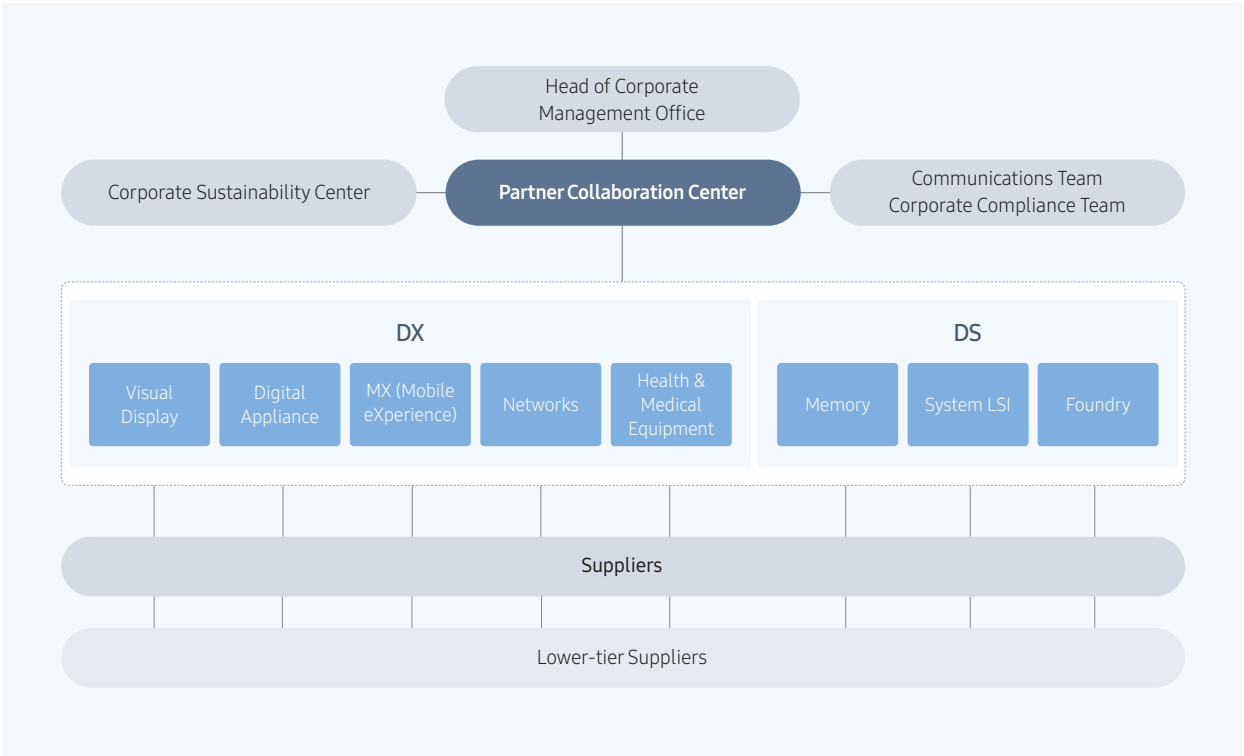 Head of Corporate
Management Office
Corporate Sustainability Center
Partner Collaboration Center
Communications Team
Corporate Compliance Team
DX
DS
Visual
Display
Digital
Appliance
MX (Mobile
eXperience)
Networks
Health &
Medical
Equipment
Memory
System LSI
Foundry
Suppliers
Lower-tier Suppliers